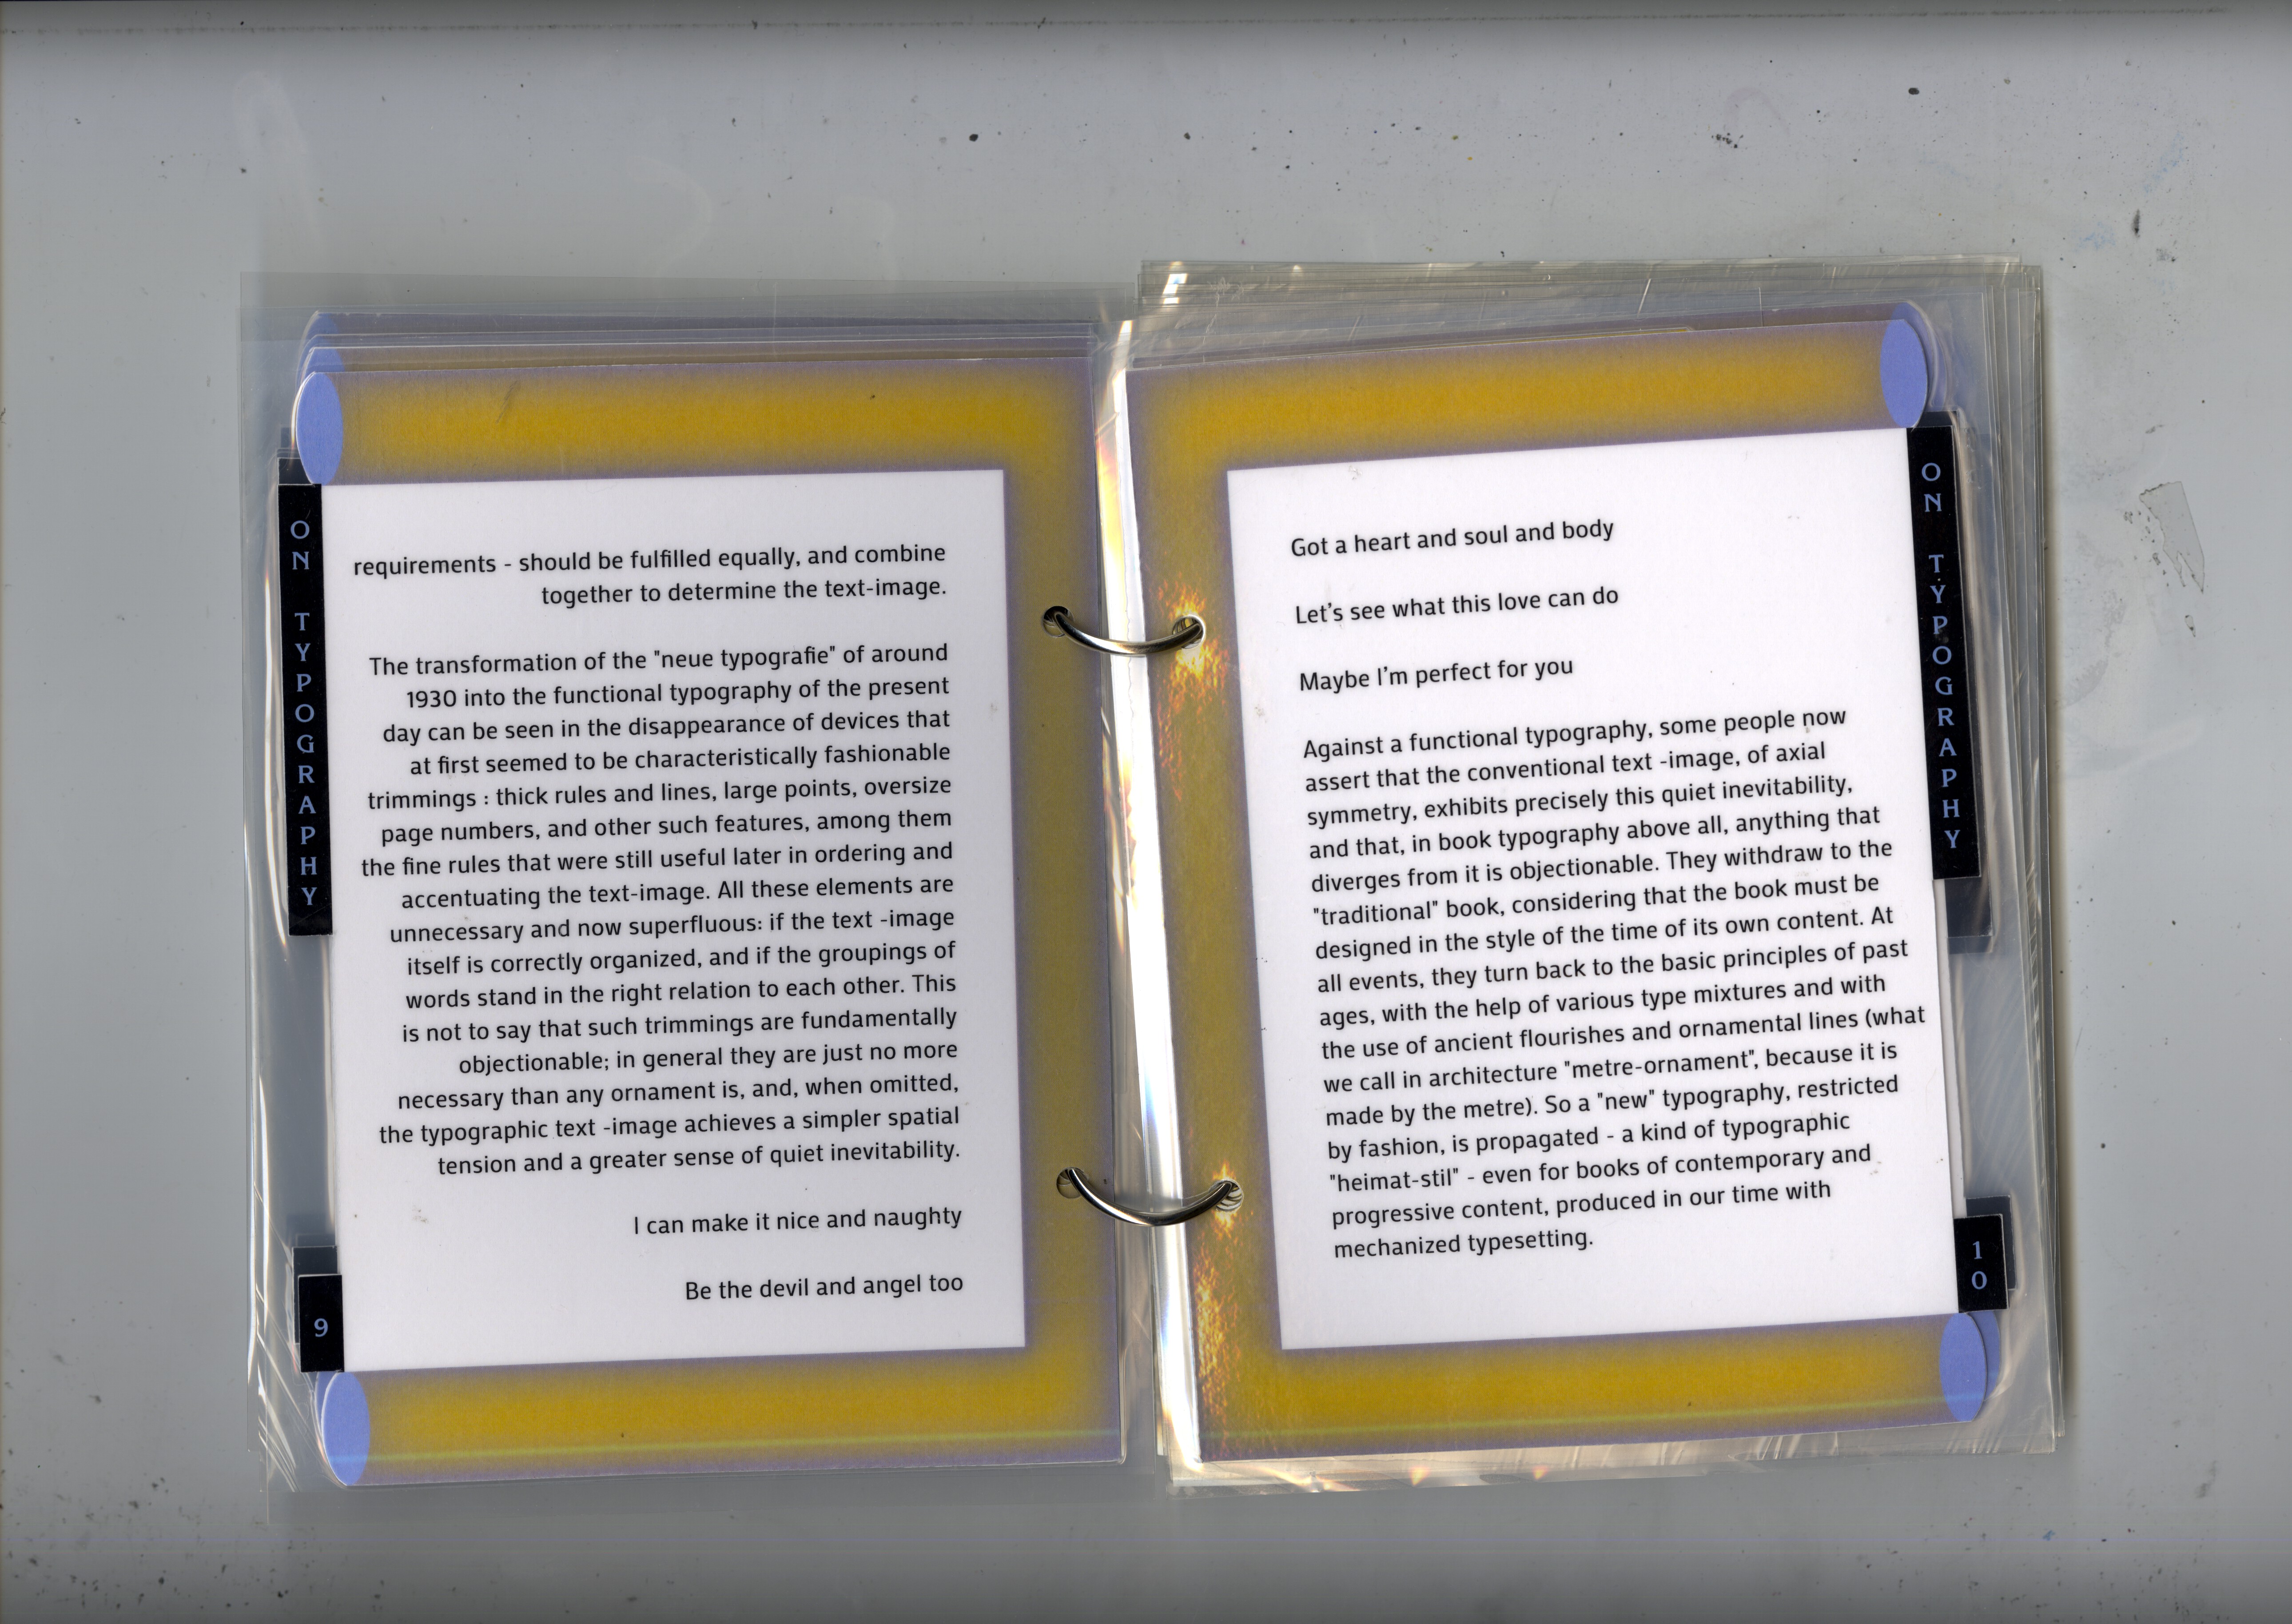 ON TYPOGRAPHY
requirements - should be fulfilled equally, and combine
together to determine the text-image.
The transformation of the "neue typografie" of around
1930 into the functional typography of the present
day can be seen in the disappearance of devices that
at first seemed to be characteristically fashionable
trimmings : thick rules and lines, large points, oversize
page numbers, and other such features, among them
the fine rules that were still useful later in ordering and
accentuating the text-image. All these elements are
unnecessary and now superfluous: if the text -image
itself is correctly organized, and if the groupings of
words stand in the right relation to each other. This
is not to say that such trimmings are fundamentally
objectionable; in general they are just no more
necessary than any ornament is, and, when omitted,
the typographic text -image achieves a simpler spatial
tension and a greater sense of quiet inevitability.
I can make it nice and naughty
Be the devil and angel too
9
Got a heart and soul and body
Let’s see what this love can do
Maybe I’m perfect for you
Against a functional typography, some people now
assert that the conventional text -image, of axial
symmetry, exhibits precisely this quiet inevitability,
and that, in book typography above all, anything that
diverges from it is objectionable. They withdraw to the
"traditional" book, considering that the book must be
designed in the style of the time of its own content. At
all events, they turn back to the basic principles of past
ages, with the help of various type mixtures and with
the use of ancient flourishes and ornamental lines (what
we call in architecture "metre-ornament", because it is
made by the metre). So a "new" typography, restricted
by fashion, is propagated - a kind of typographic
"heimat-stil" - even for books of contemporary and
progressive content, produced in our time with
mechanized typesetting.
ON TYPOGRAPHY
10